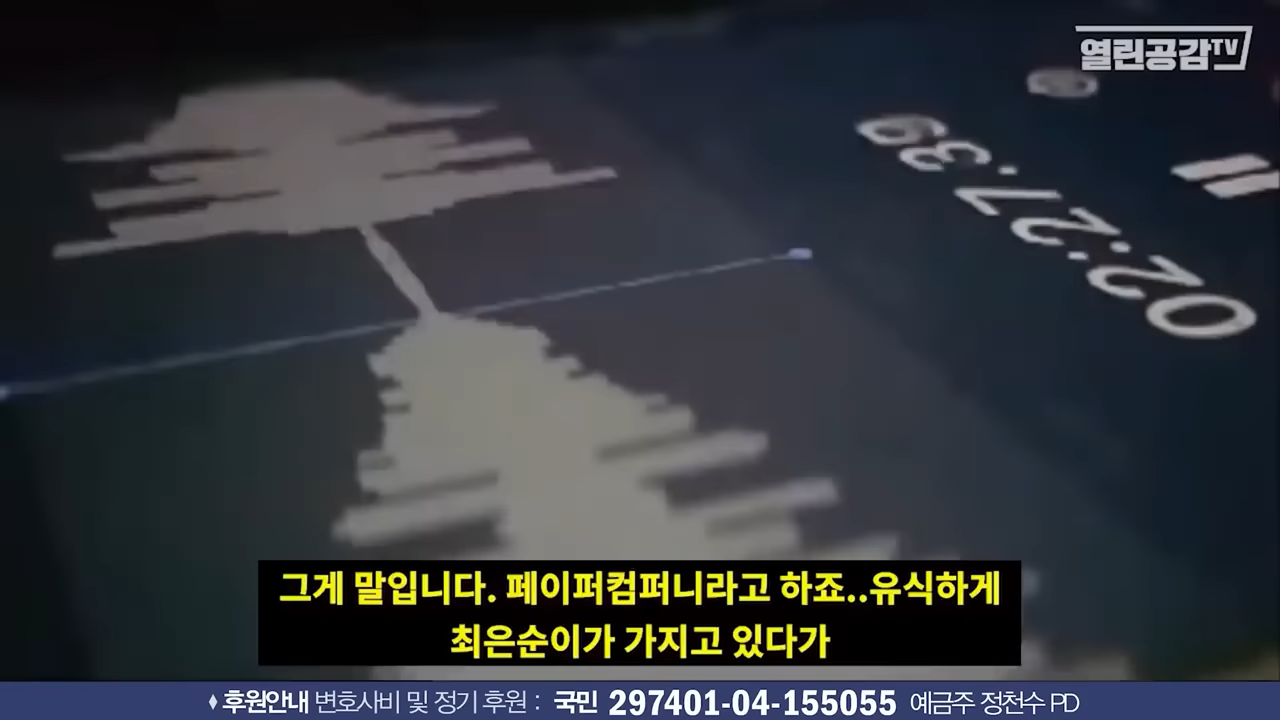 열린공감TV
02:27.39
그게 말입니다. 페이퍼컴퍼니라고 하죠..유식하게
최은순이가 가지고 있다가
♦후원안내 변호사비 및 정기 후원 : 국민 297401-04-155055 예금주 정천수 PD